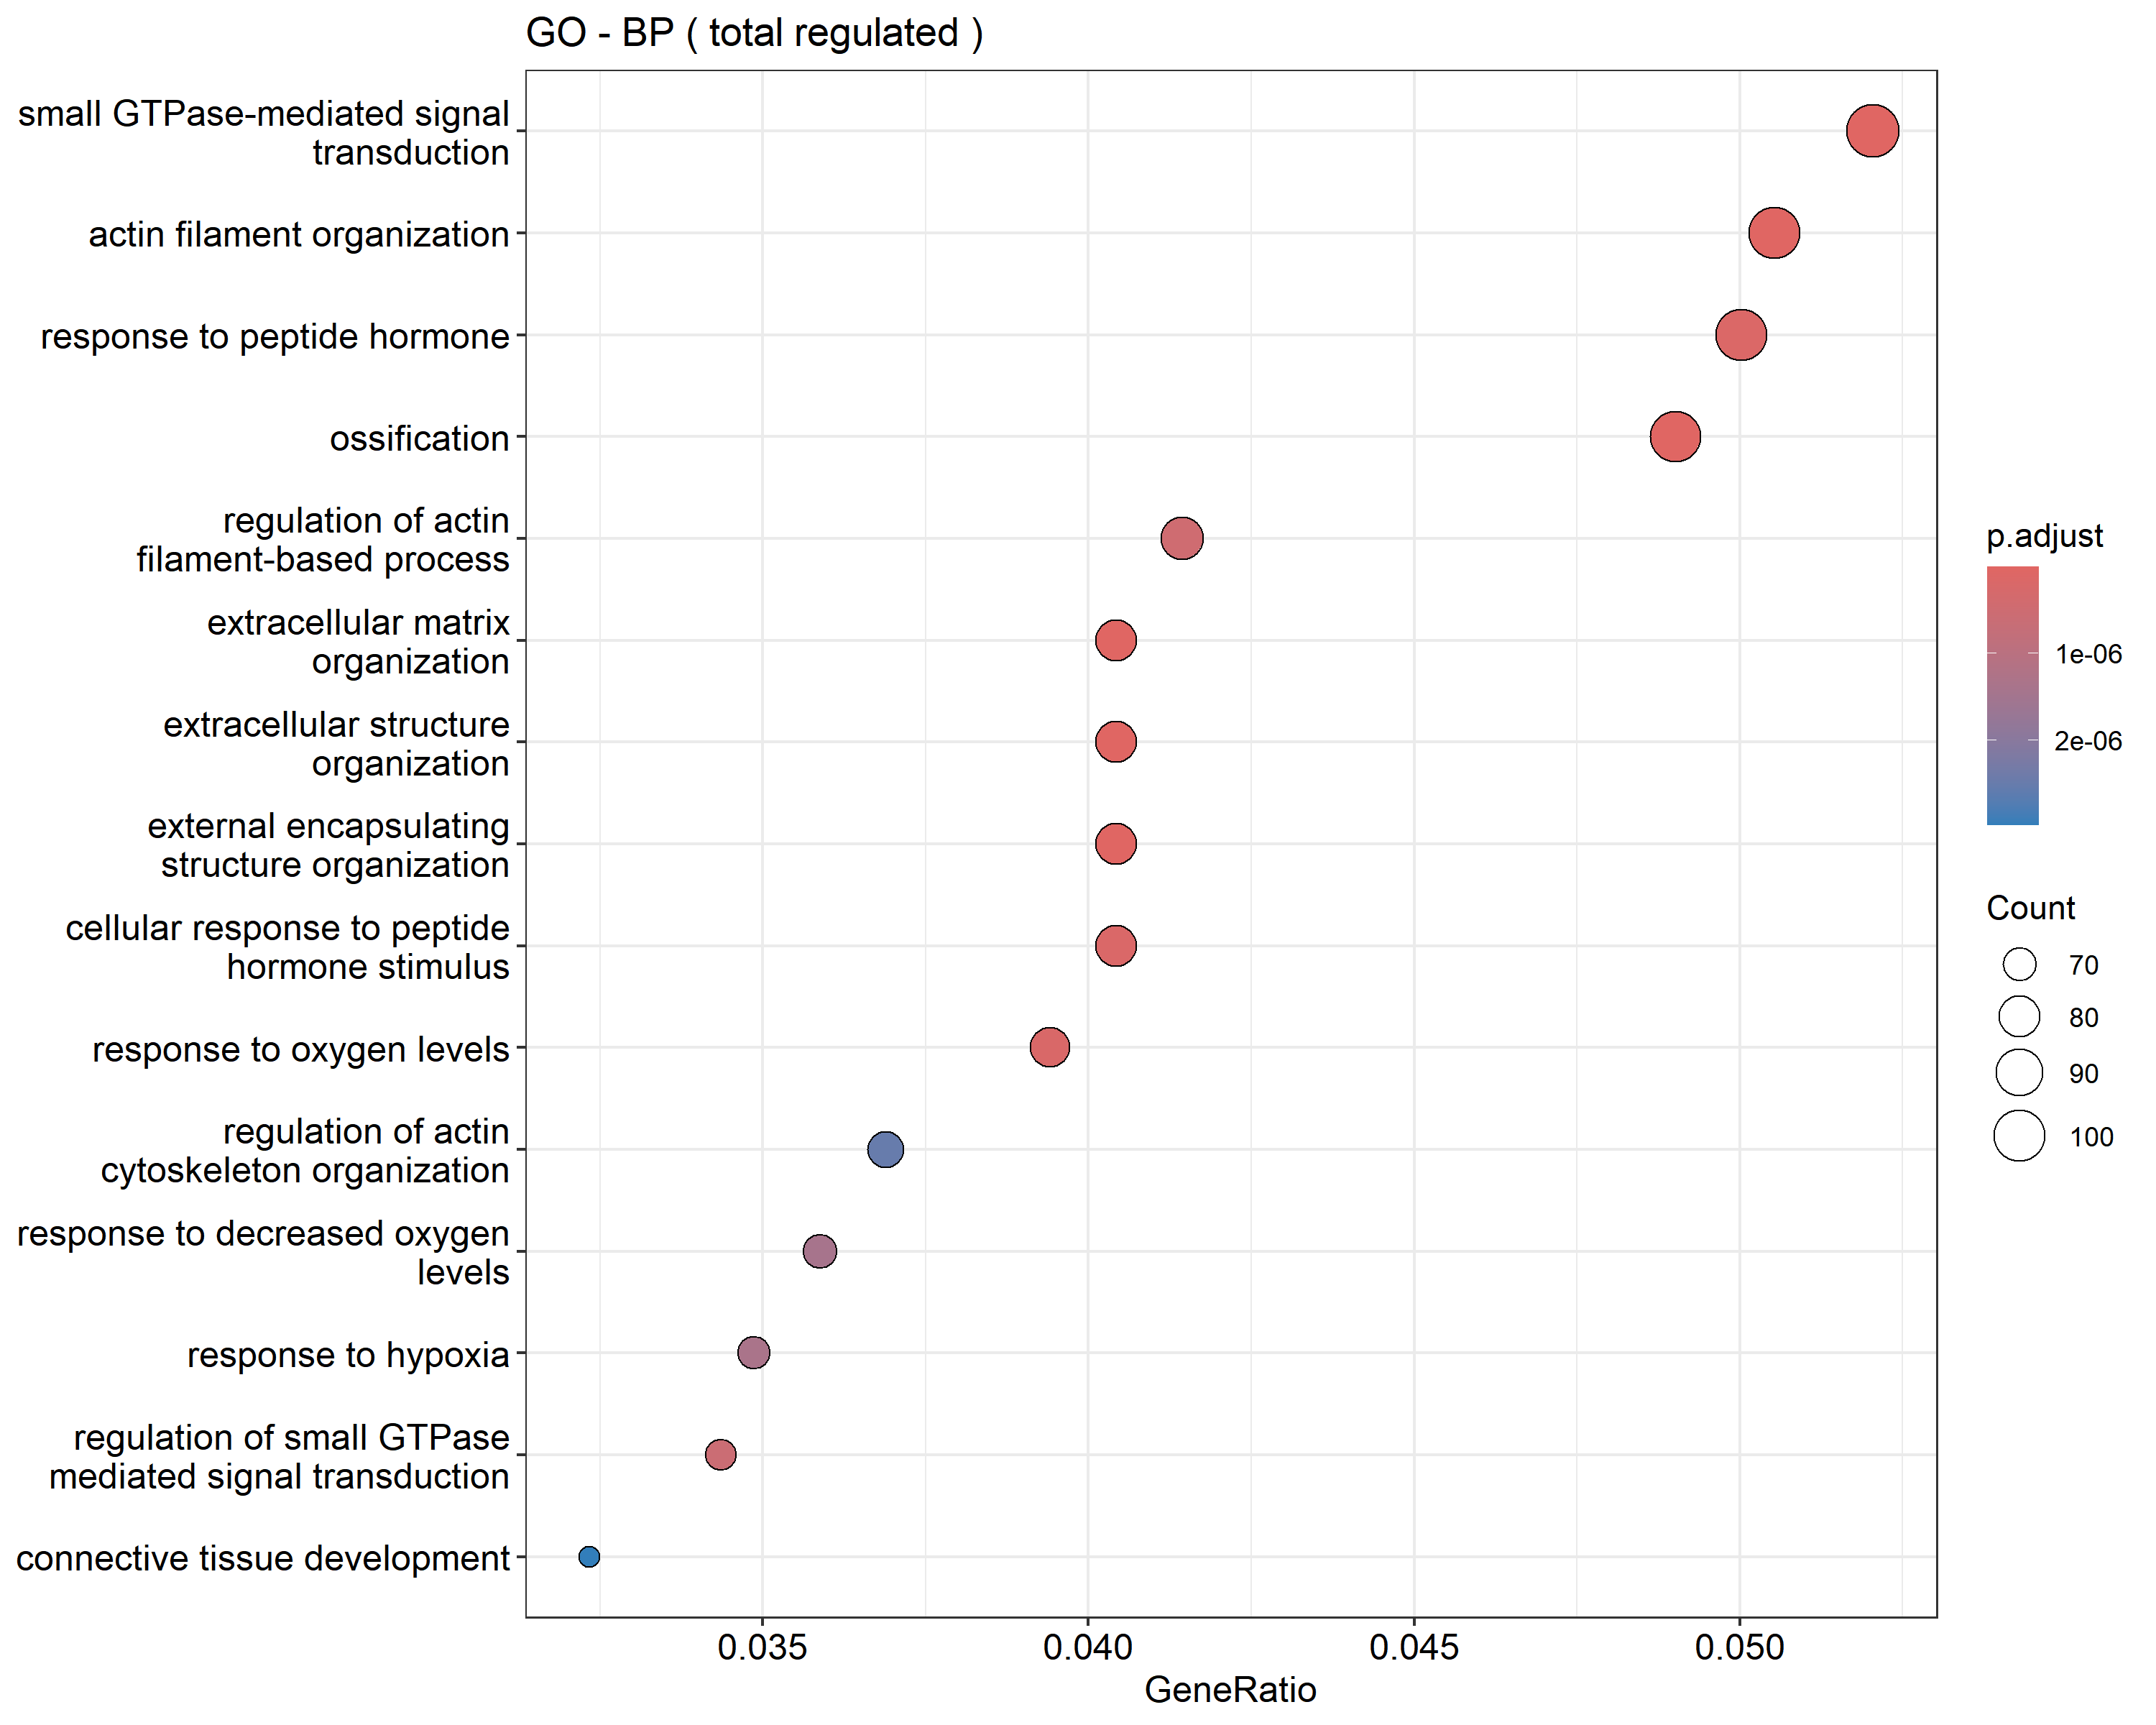 GO - BP ( total regulated )
small GTPase-mediated signal
transduction
actin filament organization
response to peptide hormone
ossification
regulation of actin
filament-based process
extracellular matrix
organization
extracellular structure
organization
external encapsulating
structure organization
cellular response to peptide
hormone stimulus
response to oxygen levels
regulation of actin
cytoskeleton organization
response to decreased oxygen
levels
response to hypoxia
regulation of small GTPase
mediated signal transduction
connective tissue development
0.035
0.040
0.045
0.050
GeneRatio
p.adjust
1e-06
2e-06
Count
70
80
90
100